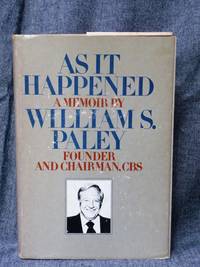 AS IT
HAPPENED
A MEMOIR BY
WILLIAM S.
PALEY
FOUNDER
AND CHAIRMAN, CBS